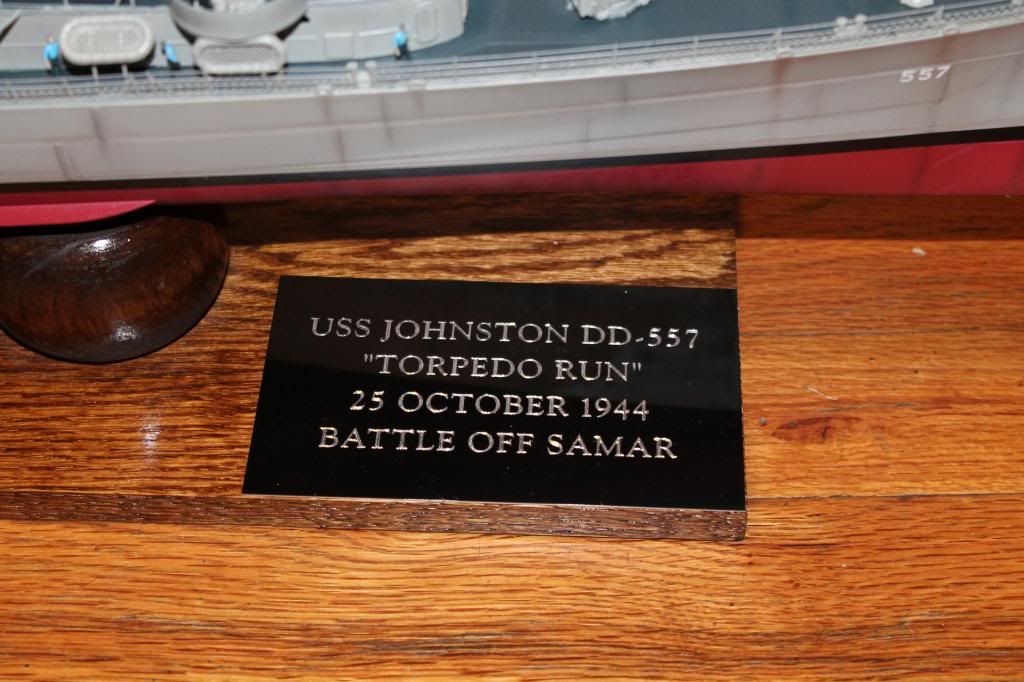 557
USS JOHNSTON DD-557
"TORPEDO RUN"
25 OCTOBER 1944
BATTLE OFF SAMAR